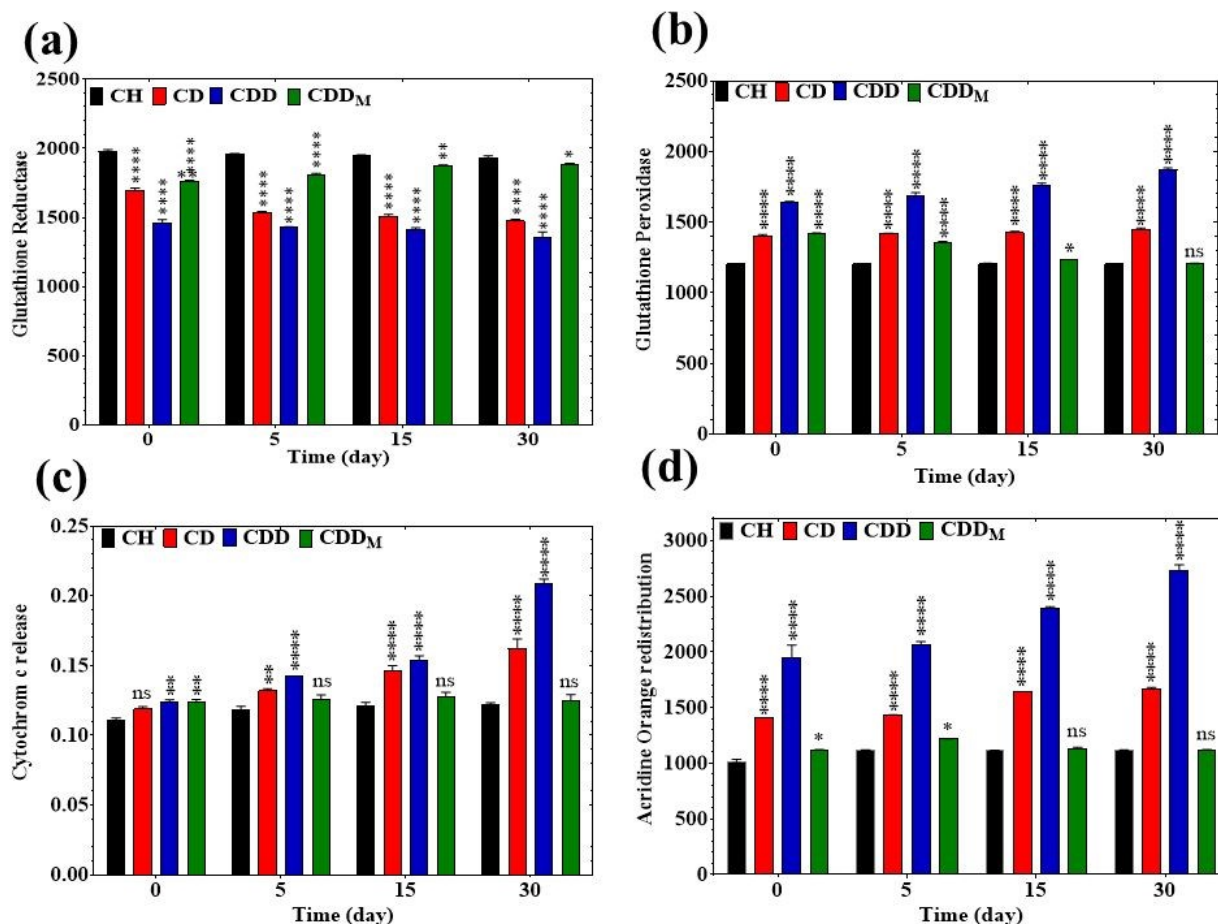 (a)
2500
CH CD CDD CDDM
2000
1500
1000
500
0
Glutathione Reductase
**** **** **** **
**** **** ****
**** **** **
**** **** *
0 5 15 30
Time (day)
(b)
2500
CH CD CDD CDDM
2000
1500
1000
500
0
Glutathione Peroxidase
**** **** ****
**** **** ****
**** **** *
**** **** ns
0 5 15 30
Time (day)
(c)
0.25
CH CD CDD CDDM
0.20
0.15
0.10
0.05
0.00
Cytochrom c release
ns ** **
** **** ns
**** **** ns
**** **** ns
0 5 15 30
Time (day)
(d)
CH CD CDD CDDM
3000
2500
2000
1500
1000
500
0
Acridine Orange redistribution
**** **** *
**** **** *
**** **** ns
**** **** ns
0 5 15 30
Time (day)